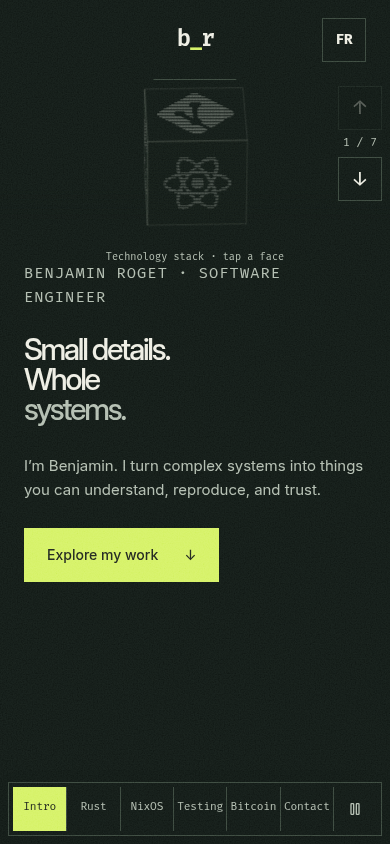 b_r
FR
1 / 7
Technology stack · tap a face
BENJAMIN ROGET · SOFTWARE
ENGINEER
Small details.
Whole
systems.
I’m Benjamin. I turn complex systems into things
you can understand, reproduce, and trust.
Explore my work ↓
Intro Rust NixOS Testing Bitcoin Contact